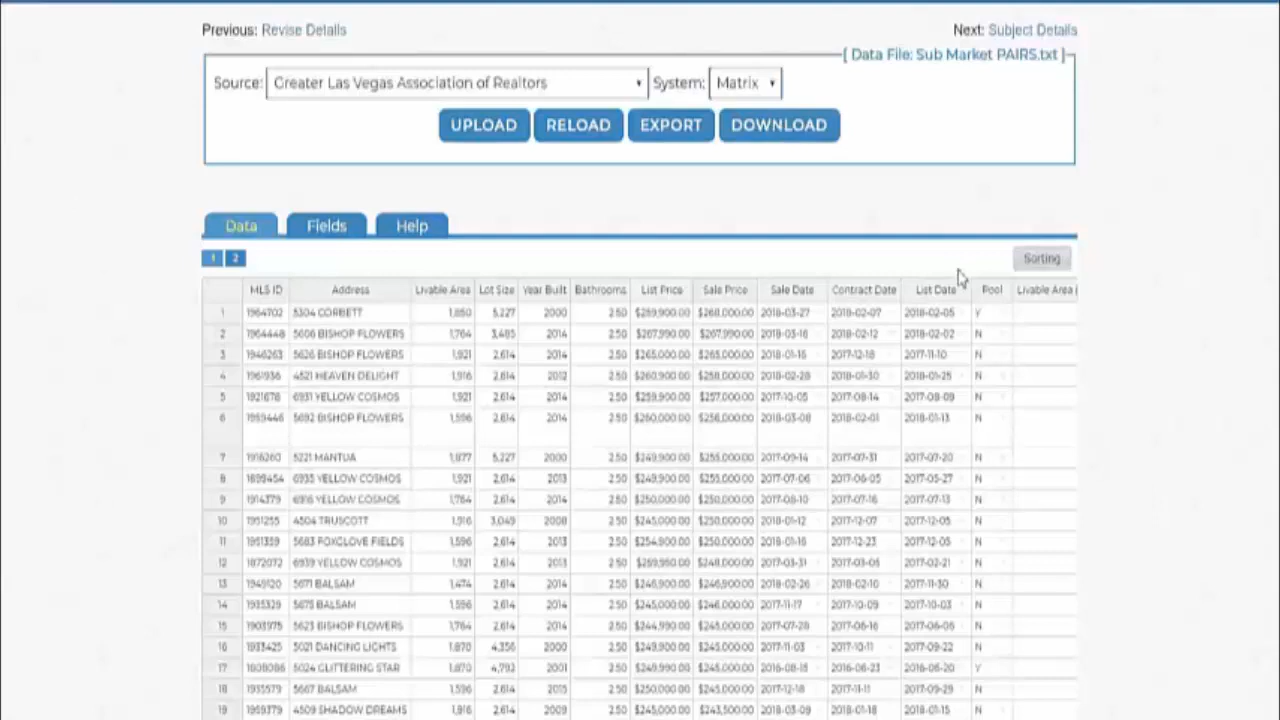 Previous: Revise Details Next: Subject Details
[ Data File: Sub Market PAIRS.txt ]
Source: Greater Las Vegas Association of Realtors System: Matrix
UPLOAD RELOAD EXPORT DOWNLOAD
Data Fields Help
1 2 Sorting
MLS ID Address Livable Area Lot Size Year Built Bathrooms List Price Sale Price Sale Date Contract Date List Date Pool Livable Area
1 1964702 5304 CORBETT 1,850 5,227 2000 2.50 $259,900.00 $268,000.00 2018-03-27 2018-02-07 2018-02-05 Y
2 1964448 5606 BISHOP FLOWERS 1,764 3,485 2014 2.50 $267,990.00 $267,990.00 2018-03-16 2018-02-12 2018-02-02 N
3 1946263 5626 BISHOP FLOWERS 1,921 2,614 2014 2.50 $265,000.00 $265,000.00 2018-01-16 2017-12-18 2017-11-10 N
4 1961936 4521 HEAVEN DELIGHT 1,916 2,614 2012 2.50 $260,900.00 $258,000.00 2018-02-28 2018-01-30 2018-01-25 N
5 1921678 6931 YELLOW COSMOS 1,921 2,614 2014 2.50 $259,900.00 $257,000.00 2017-10-05 2017-08-14 2017-08-09 N
6 1959446 5692 BISHOP FLOWERS 1,596 2,614 2014 2.50 $260,000.00 $256,000.00 2018-03-08 2018-02-01 2018-01-13 N
7 1916260 5221 MANTUA 1,877 5,227 2000 2.50 $249,900.00 $255,000.00 2017-09-14 2017-07-31 2017-07-20 N
8 1899454 6935 YELLOW COSMOS 1,921 2,614 2013 2.50 $249,900.00 $255,000.00 2017-07-06 2017-06-05 2017-05-27 N
9 1914379 6916 YELLOW COSMOS 1,764 2,614 2014 2.50 $250,000.00 $250,000.00 2017-08-10 2017-07-16 2017-07-13 N
10 1951255 4504 TRUSCOTT 1,916 3,049 2008 2.50 $245,000.00 $250,000.00 2018-01-12 2017-12-07 2017-12-05 N
11 1951359 5683 FOXGLOVE FIELDS 1,596 2,614 2013 2.50 $254,900.00 $250,000.00 2018-01-18 2017-12-23 2017-12-05 N
12 1872072 6939 YELLOW COSMOS 1,921 2,614 2013 2.50 $248,000.00 2017-03-31 2017-03-05 2017-02-21 N
13 1949120 5671 BALSAM 1,474 2,614 2014 2.50 $246,900.00 $246,900.00 2018-02-26 2018-02-10 2017-11-30 N
14 1935329 5675 BALSAM 1,596 2,614 2014 2.50 $245,000.00 $246,000.00 2017-11-17 2017-10-09 2017-10-03 N
15 1903975 5623 BISHOP FLOWERS 1,764 2,614 2014 2.50 $244,990.00 $245,000.00 2017-07-28 2017-06-16 2017-06-06 N
16 1933425 5021 DANCING LIGHTS 1,870 4,356 2000 2.50 $249,900.00 $245,000.00 2017-11-03 2017-10-11 2017-09-22 N
17 5024 GLITTERING STAR 1,870 4,792 2001 2.50 $249,990.00 $245,000.00 2016-08-15 2016-06-23 2016-06-20 Y
18 1935579 5667 BALSAM 1,596 2,614 2015 2.50 $250,000.00 $245,000.00 2017-12-18 2017-11-11 2017-09-29 N
19 1959379 4509 SHADOW DREAMS 1,916 2,614 2009 2.50 $245,000.00 $243,500.00 2018-03-09 2018-01-18 2018-01-15 N